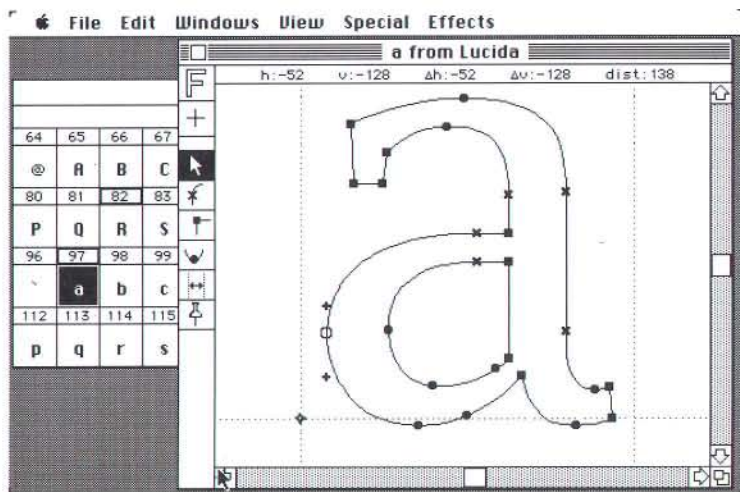 File Edit Windows View Special Effects
a from Lucida
h:-52 v:-128 Δh:-52 Δv:-128 dist:138
F
64 65 66 67
@ A B C
80 81 82 83
P Q R S
96 97 98 99
` a b c
112 113 114 115
p q r s
a